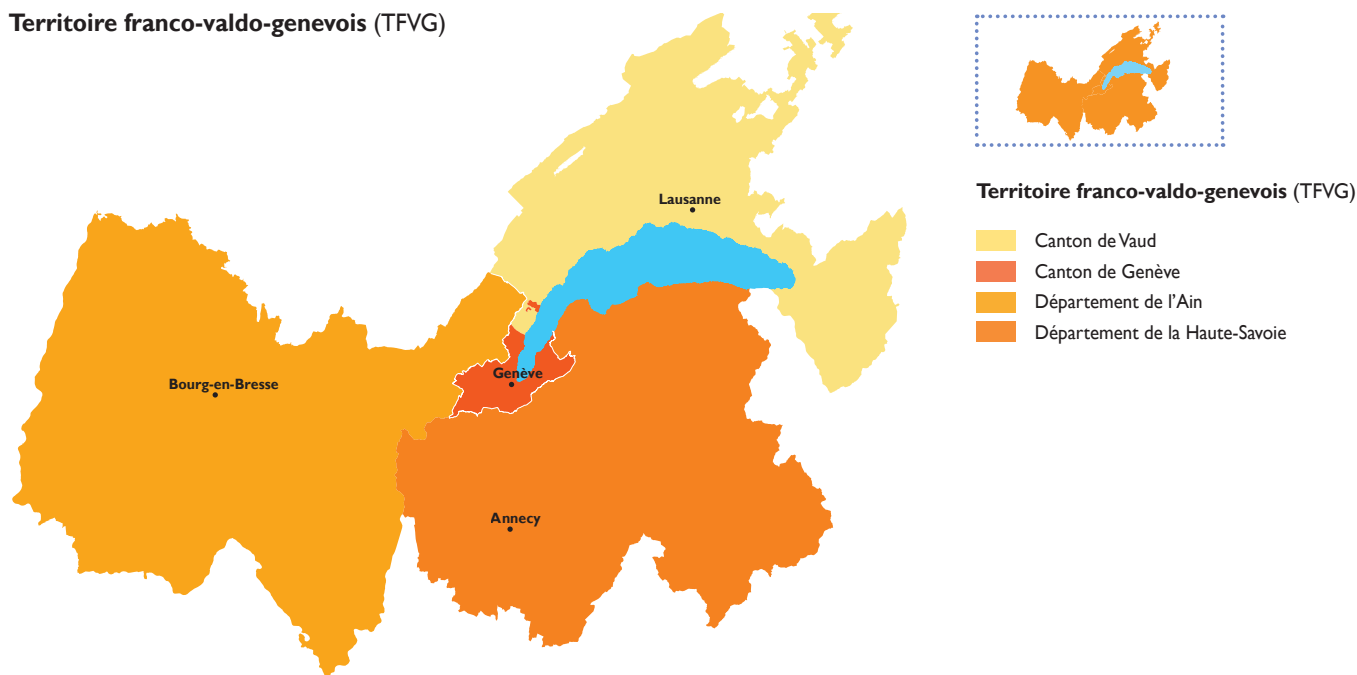 Territoire franco-valdo-genevois (TFVG)
Lausanne
Genève
Bourg-en-Bresse
Annecy
Territoire franco-valdo-genevois (TFVG)
Canton de Vaud
Canton de Genève
Département de l'Ain
Département de la Haute-Savoie